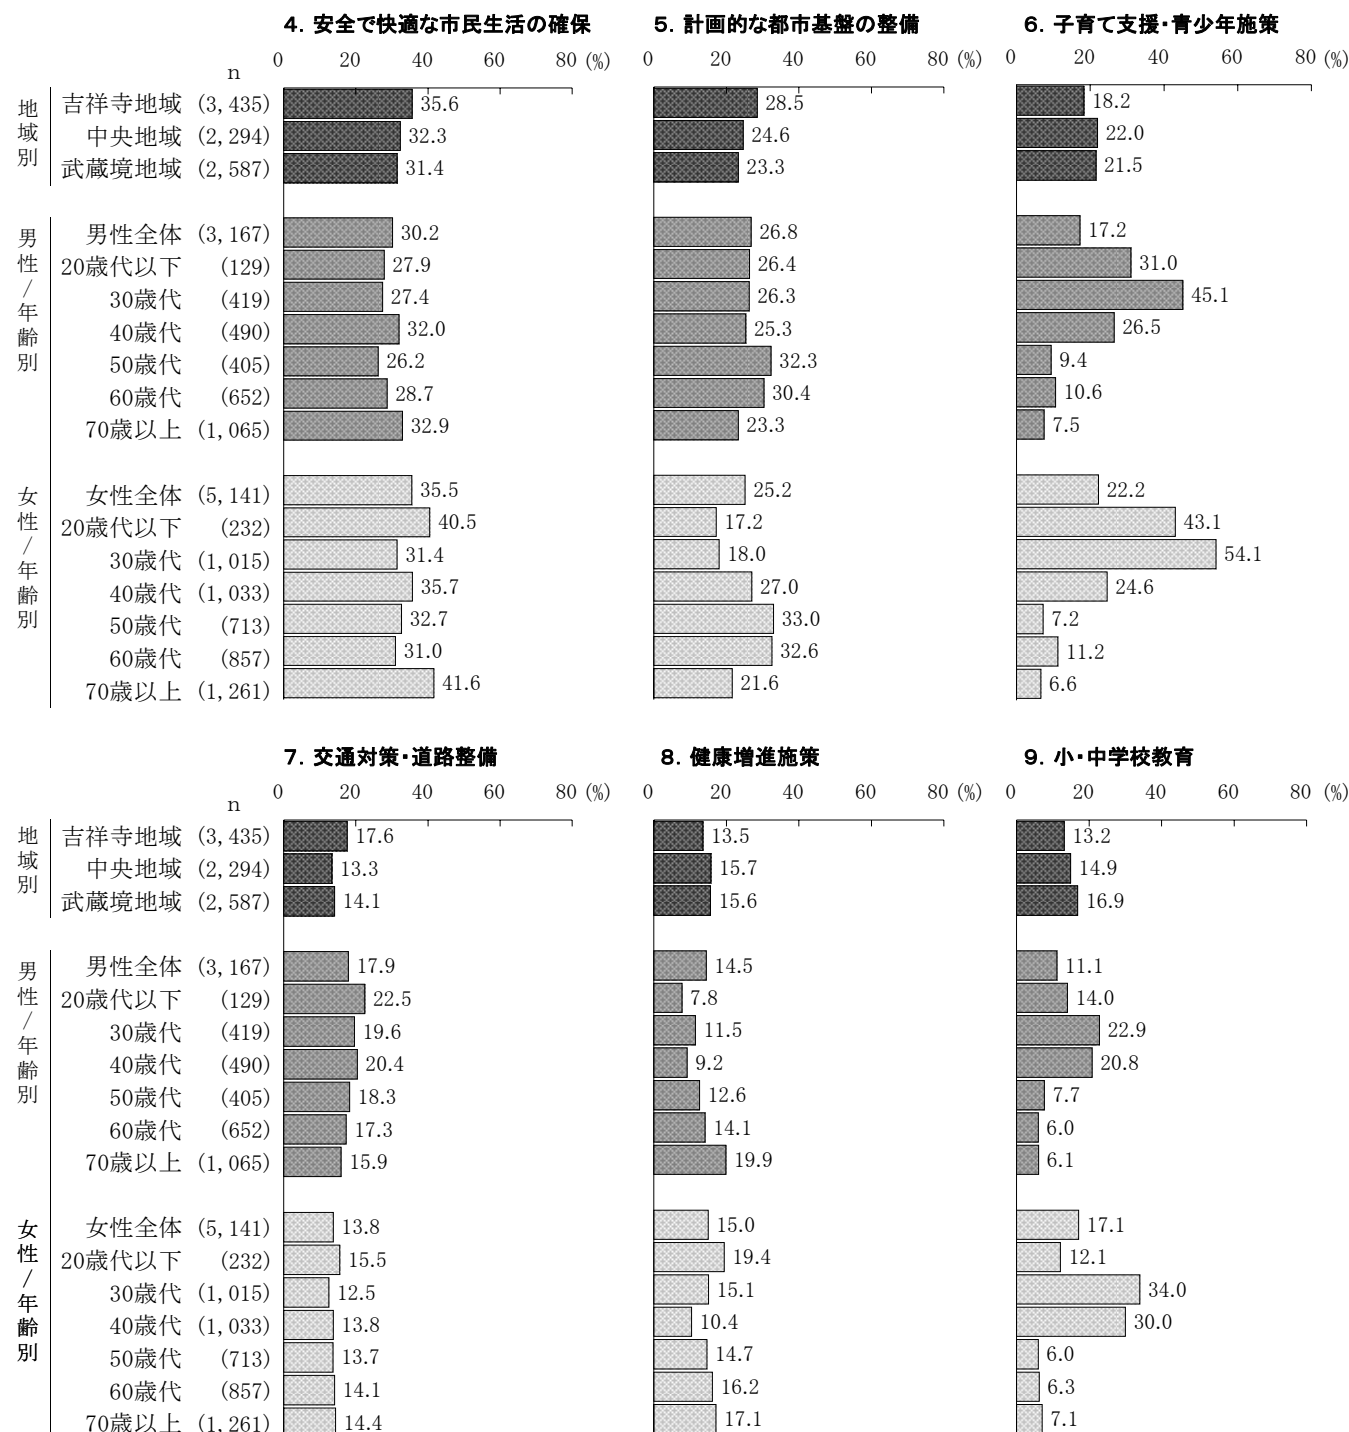 4．安全で快適な市民生活の確保 5．計画的な都市基盤の整備 6．子育て支援・青少年施策
n 0 20 40 60 80 (%) 0 20 40 60 80 (%) 0 20 40 60 80 (%)
地域別
吉祥寺地域 (3,435) 35.6 28.5 18.2
中央地域 (2,294) 32.3 24.6 22.0
武蔵境地域 (2,587) 31.4 23.3 21.5
男性/年齢別
男性全体 (3,167) 30.2 26.8 17.2
20歳代以下 (129) 27.9 26.4 31.0
30歳代 (419) 27.4 26.3 45.1
40歳代 (490) 32.0 25.3 26.5
50歳代 (405) 26.2 32.3 9.4
60歳代 (652) 28.7 30.4 10.6
70歳以上 (1,065) 32.9 23.3 7.5
女性/年齢別
女性全体 (5,141) 35.5 25.2 22.2
20歳代以下 (232) 40.5 17.2 43.1
30歳代 (1,015) 31.4 18.0 54.1
40歳代 (1,033) 35.7 27.0 24.6
50歳代 (713) 32.7 33.0 7.2
60歳代 (857) 31.0 32.6 11.2
70歳以上 (1,261) 41.6 21.6 6.6
7．交通対策・道路整備 8．健康増進施策 9．小・中学校教育
n 0 20 40 60 80 (%) 0 20 40 60 80 (%) 0 20 40 60 80 (%)
地域別
吉祥寺地域 (3,435) 17.6 13.5 13.2
中央地域 (2,294) 13.3 15.7 14.9
武蔵境地域 (2,587) 14.1 15.6 16.9
男性/年齢別
男性全体 (3,167) 17.9 14.5 11.1
20歳代以下 (129) 22.5 7.8 14.0
30歳代 (419) 19.6 11.5 22.9
40歳代 (490) 20.4 9.2 20.8
50歳代 (405) 18.3 12.6 7.7
60歳代 (652) 17.3 14.1 6.0
70歳以上 (1,065) 15.9 19.9 6.1
女性/年齢別
女性全体 (5,141) 13.8 15.0 17.1
20歳代以下 (232) 15.5 19.4 12.1
30歳代 (1,015) 12.5 15.1 34.0
40歳代 (1,033) 13.8 10.4 30.0
50歳代 (713) 13.7 14.7 6.0
60歳代 (857) 14.1 16.2 6.3
70歳以上 (1,261) 14.4 17.1 7.1